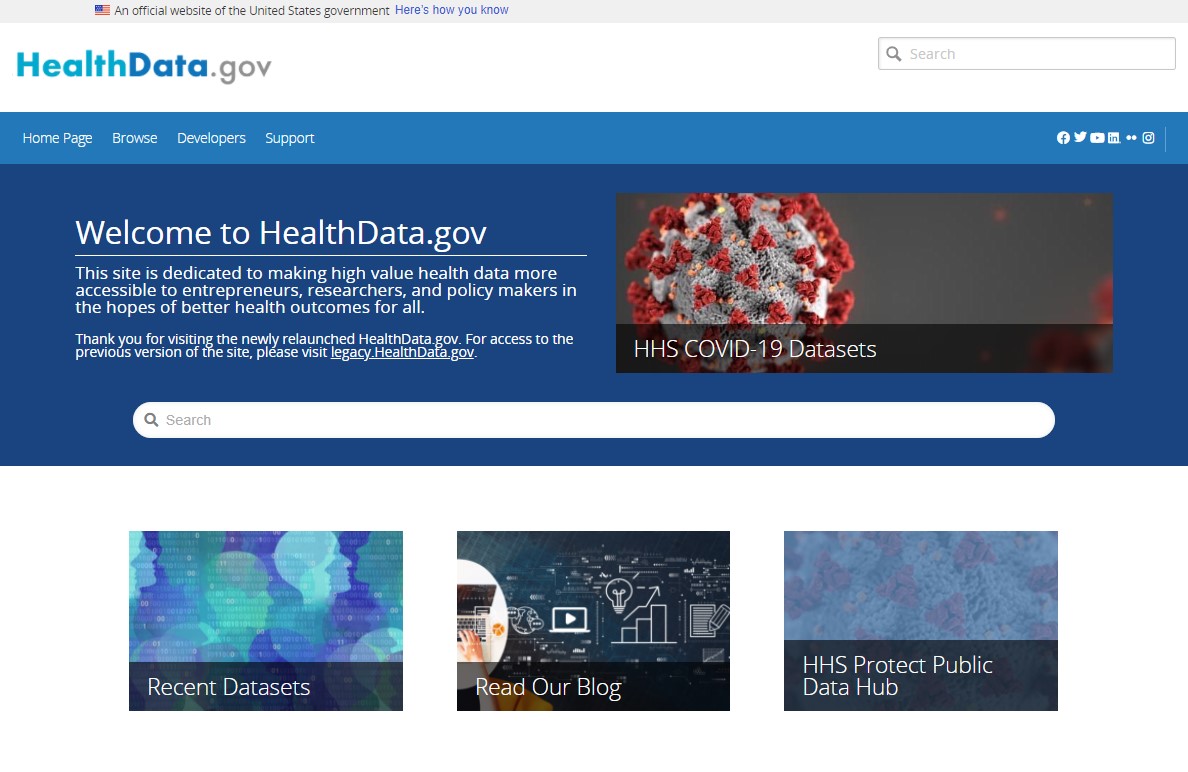 An official website of the United States government Here's how you know
HealthData.gov
Search
Home Page Browse Developers Support
Welcome to HealthData.gov
This site is dedicated to making high value health data more
accessible to entrepreneurs, researchers, and policy makers in
the hopes of better health outcomes for all.
Thank you for visiting the newly relaunched HealthData.gov. For access to the
previous version of the site, please visit legacy.HealthData.gov.
HHS COVID-19 Datasets
Search
Recent Datasets
Read Our Blog
HHS Protect Public
Data Hub